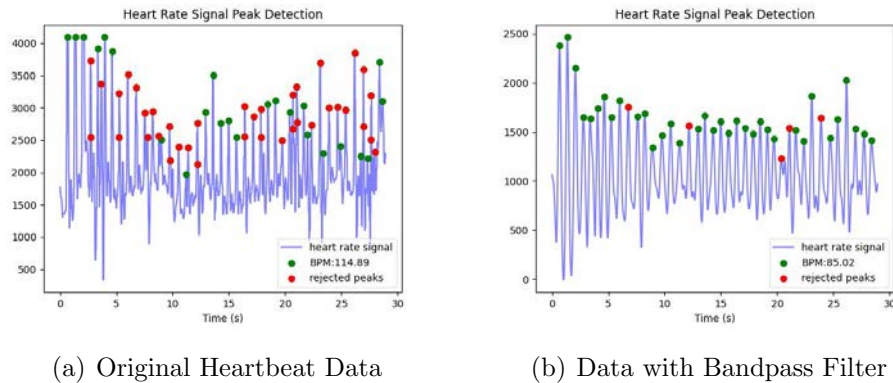 Heart Rate Signal Peak Detection
4000
3500
3000
2500
2000
1500
1000
500
heart rate signal
BPM:114.89
rejected peaks
0
5
10
15
20
25
30
Time (s)
(a) Original Heartbeat Data
Heart Rate Signal Peak Detection
2500
2000
1500
1000
500
0
heart rate signal
BPM:85.02
rejected peaks
0
5
10
15
20
25
30
Time (s)
(b) Data with Bandpass Filter